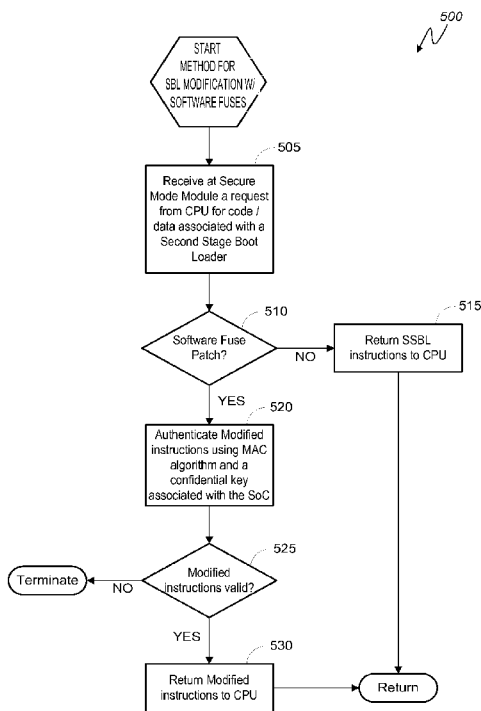 500
START
METHOD FOR
SBL MODIFICATION W/
SOFTWARE FUSES
505
Receive at Secure
Mode Module a request
from CPU for code /
data associated with a
Second Stage Boot
Loader
510
Software Fuse
Patch?
NO
515
Return SSBL
instructions to CPU
YES
520
Authenticate Modified
instructions using MAC
algorithm and a
confidential key
associated with the SoC
525
Modified
instructions valid?
NO
Terminate
YES
530
Return Modified
instructions to CPU
Return